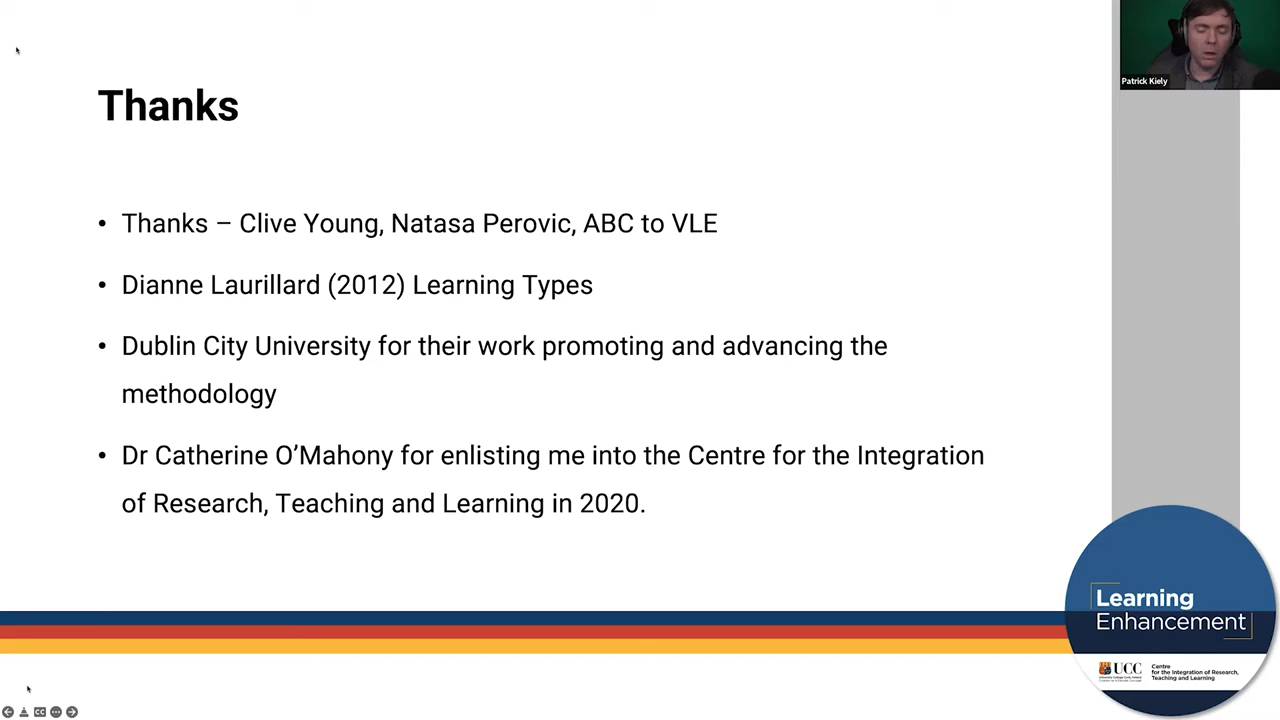 Patrick Kiely
Thanks
• Thanks – Clive Young, Natasa Perovic, ABC to VLE
• Dianne Laurillard (2012) Learning Types
• Dublin City University for their work promoting and advancing the
methodology
• Dr Catherine O’Mahony for enlisting me into the Centre for the Integration
of Research, Teaching and Learning in 2020.
Learning
Enhancement
UCC
Centre
for the Integration of Research,
Teaching and Learning